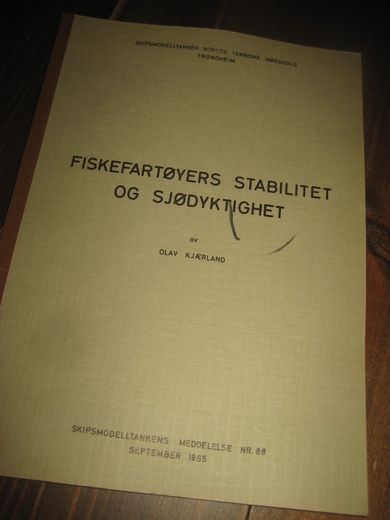 SKIPSMODELLTANKEN NORGES TEKNISKE HØGSKOLE
TRONDHEIM
FISKEFARTØYERS STABILITET
OG SJØDYKTIGHET
av
OLAV KJÆRLAND
SKIPSMODELLTANKENS MEDDELELSE NR. 88
SEPTEMBER 1965